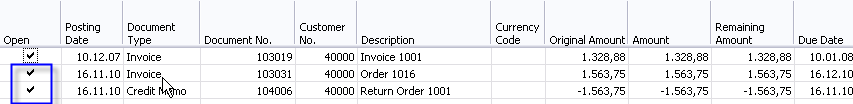 Open Posting Date Document Type Document No. Customer No. Description Currency Code Original Amount Amount Remaining Amount Due Date
10.12.07 Invoice 103019 40000 Invoice 1001 1.328,88 1.328,88 1.328,88 10.01.08
16.11.10 Invoice 103031 40000 Order 1016 1.563,75 1.563,75 1.563,75 16.12.10
16.11.10 Credit Memo 104006 40000 Return Order 1001 -1.563,75 -1.563,75 -1.563,75 16.11.10